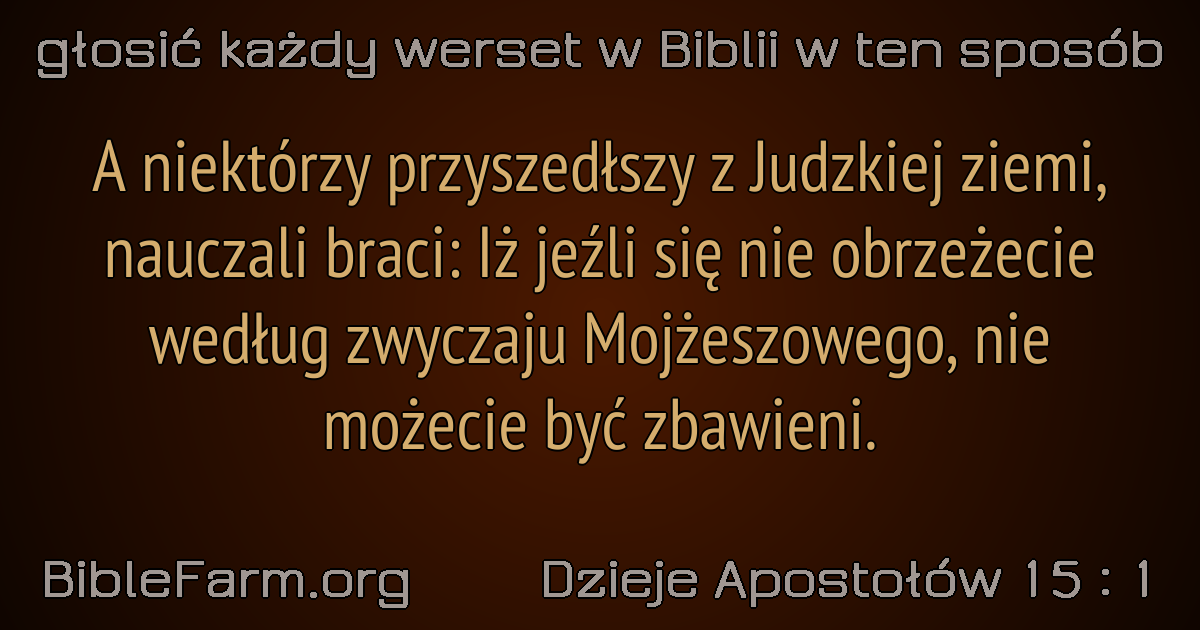 głosić każdy werset w Biblii w ten sposób
A niektórzy przyszedłszy z Judzkiej ziemi,
nauczali braci: Iż jeźli się nie obrzeżecie
według zwyczaju Mojżeszowego, nie
możecie być zbawieni.
BibleFarm.org
Dzieje Apostołów 15 : 1